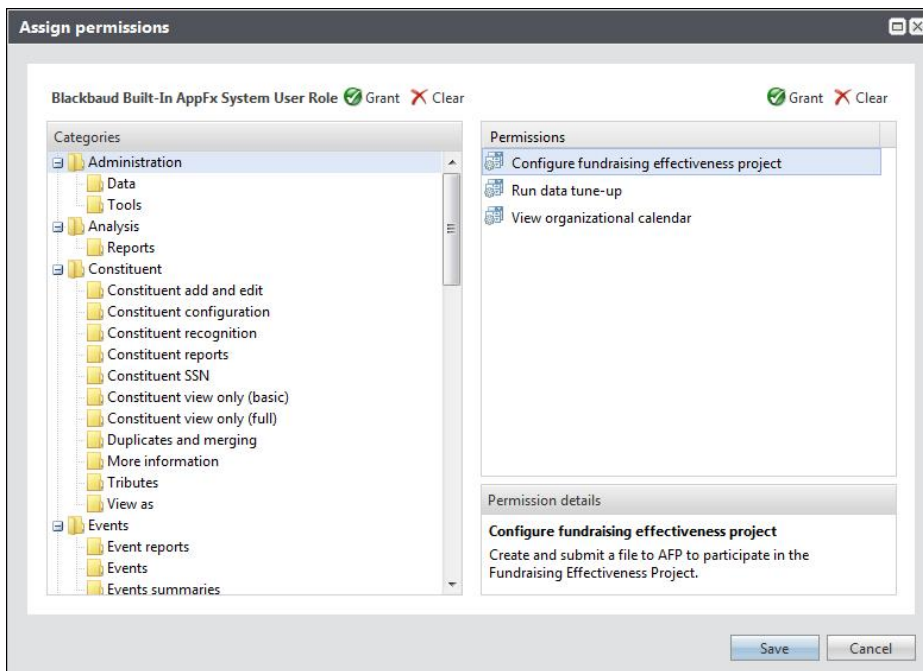 Assign permissions
Blackbaud Built-In AppFx System User Role Grant Clear
Grant Clear
Categories
Administration
Data
Tools
Analysis
Reports
Constituent
Constituent add and edit
Constituent configuration
Constituent recognition
Constituent reports
Constituent SSN
Constituent view only (basic)
Constituent view only (full)
Duplicates and merging
More information
Tributes
View as
Events
Event reports
Events
Events summaries
Permissions
Configure fundraising effectiveness project
Run data tune-up
View organizational calendar
Permission details
Configure fundraising effectiveness project
Create and submit a file to AFP to participate in the
Fundraising Effectiveness Project.
Save Cancel